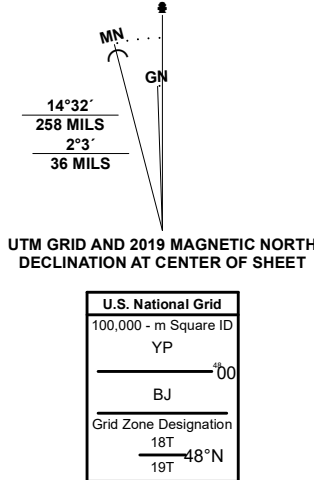 MN
GN
14°32´
258 MILS
2°3´
36 MILS
UTM GRID AND 2019 MAGNETIC NORTH
DECLINATION AT CENTER OF SHEET
U.S. National Grid
100,000 - m Square ID
YP
4800
BJ
Grid Zone Designation
18T
48°N
19T